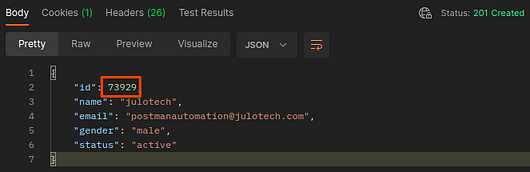 Body Cookies (1) Headers (26) Test Results Status: 201 Created
Pretty Raw Preview Visualize JSON
1 {
2 "id": 73929,
3 "name": "julotech",
4 "email": "postmanautomation@julotech.com",
5 "gender": "male",
6 "status": "active"
7 }